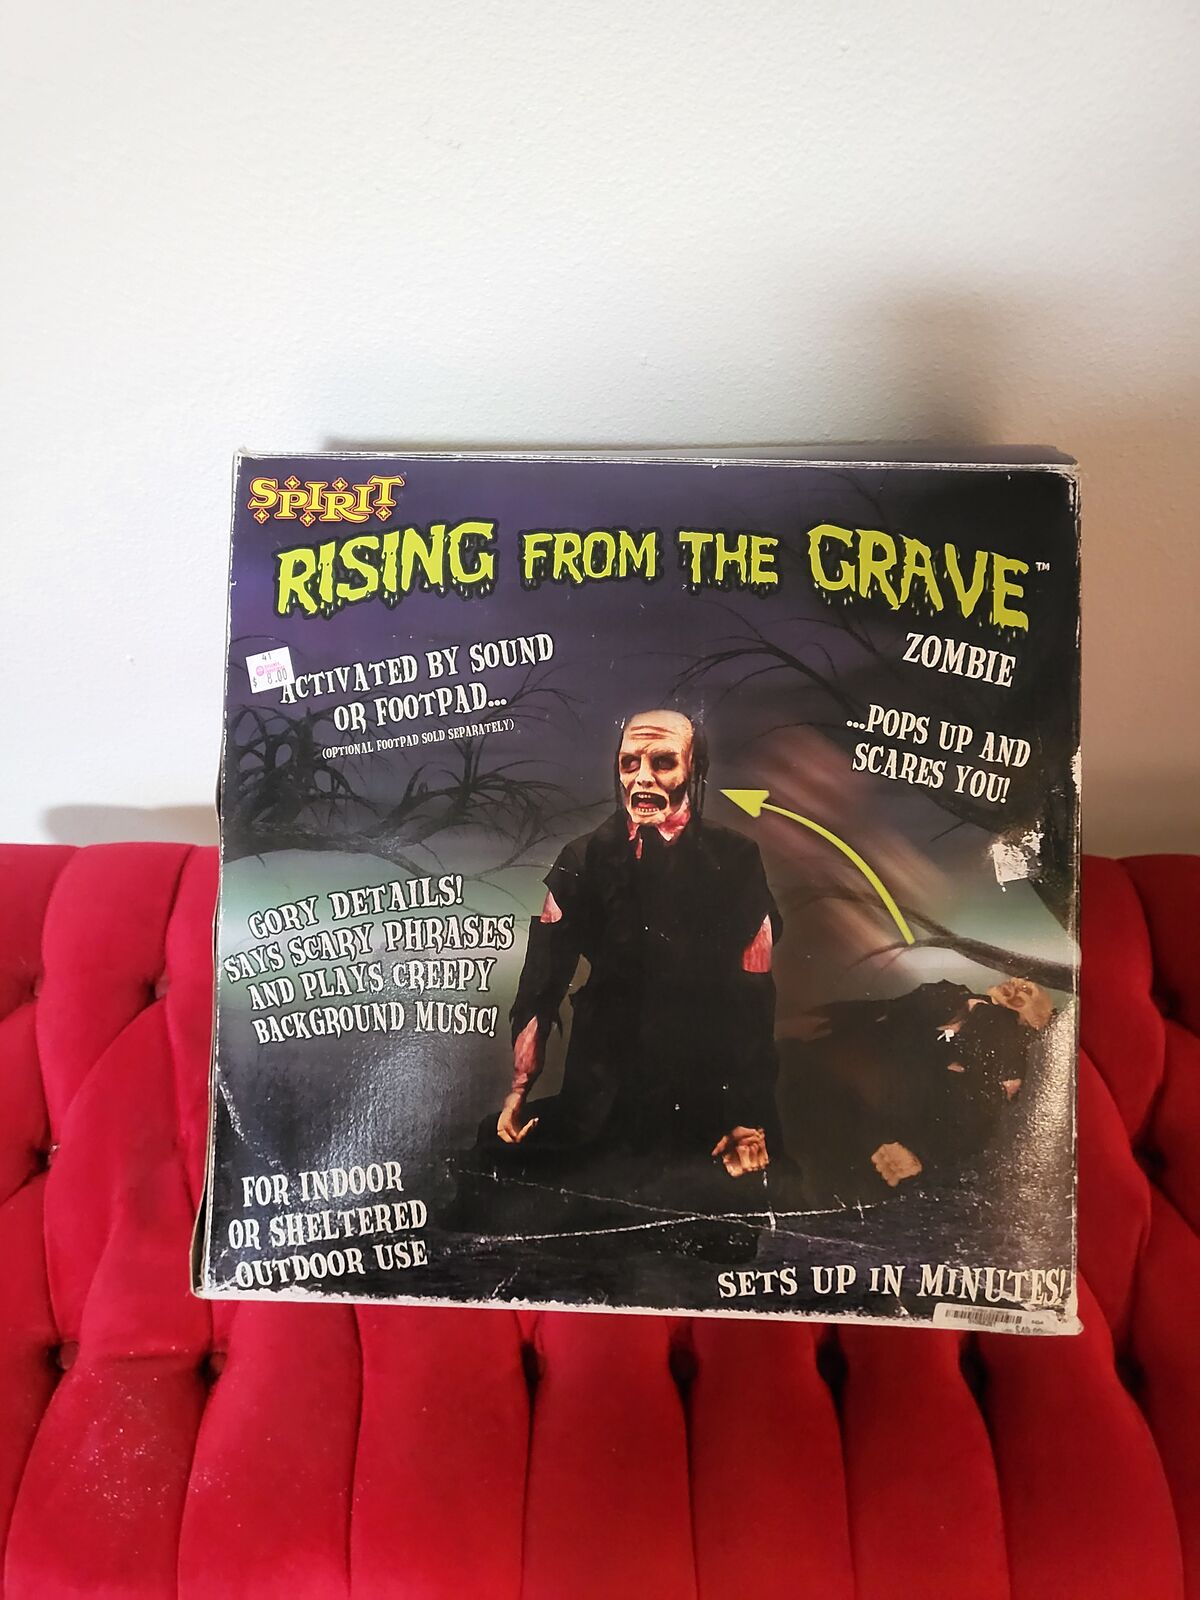 SPIRIT
RISING FROM THE GRAVE™
ZOMBIE
41
$ 8.00
ACTIVATED BY SOUND
OR FOOTPAD...
(OPTIONAL FOOTPAD SOLD SEPARATELY)
...POPS UP AND
SCARES YOU!
GORY DETAILS!
SAYS SCARY PHRASES
AND PLAYS CREEPY
BACKGROUND MUSIC!
FOR INDOOR
OR SHELTERED
OUTDOOR USE
SETS UP IN MINUTES!